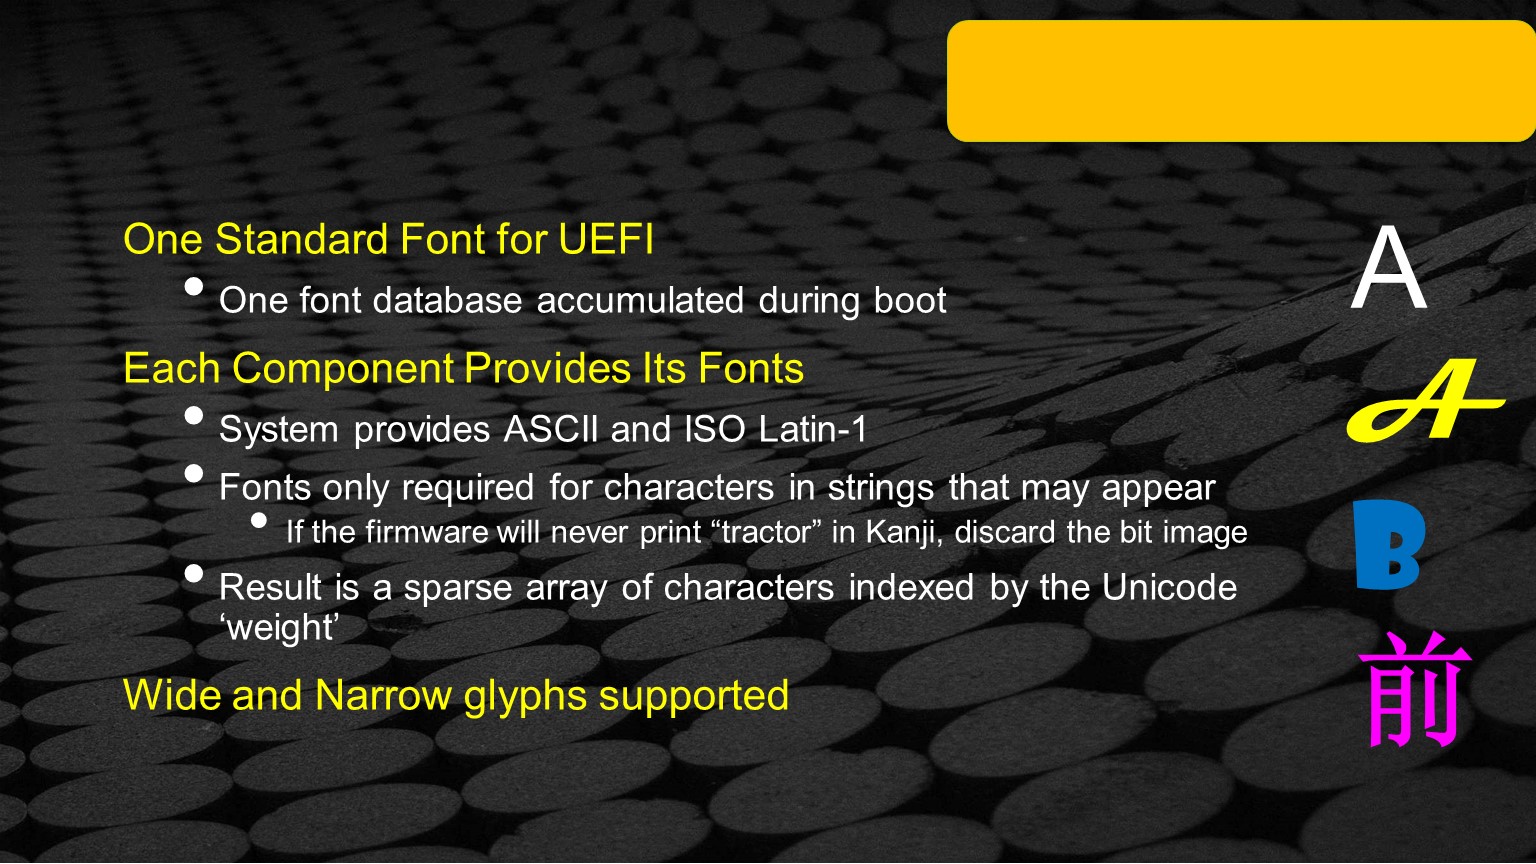 One Standard Font for UEFI
• One font database accumulated during boot
Each Component Provides Its Fonts
• System provides ASCII and ISO Latin-1
• Fonts only required for characters in strings that may appear
• If the firmware will never print “tractor” in Kanji, discard the bit image
• Result is a sparse array of characters indexed by the Unicode
‘weight’
Wide and Narrow glyphs supported
A
A
B
前